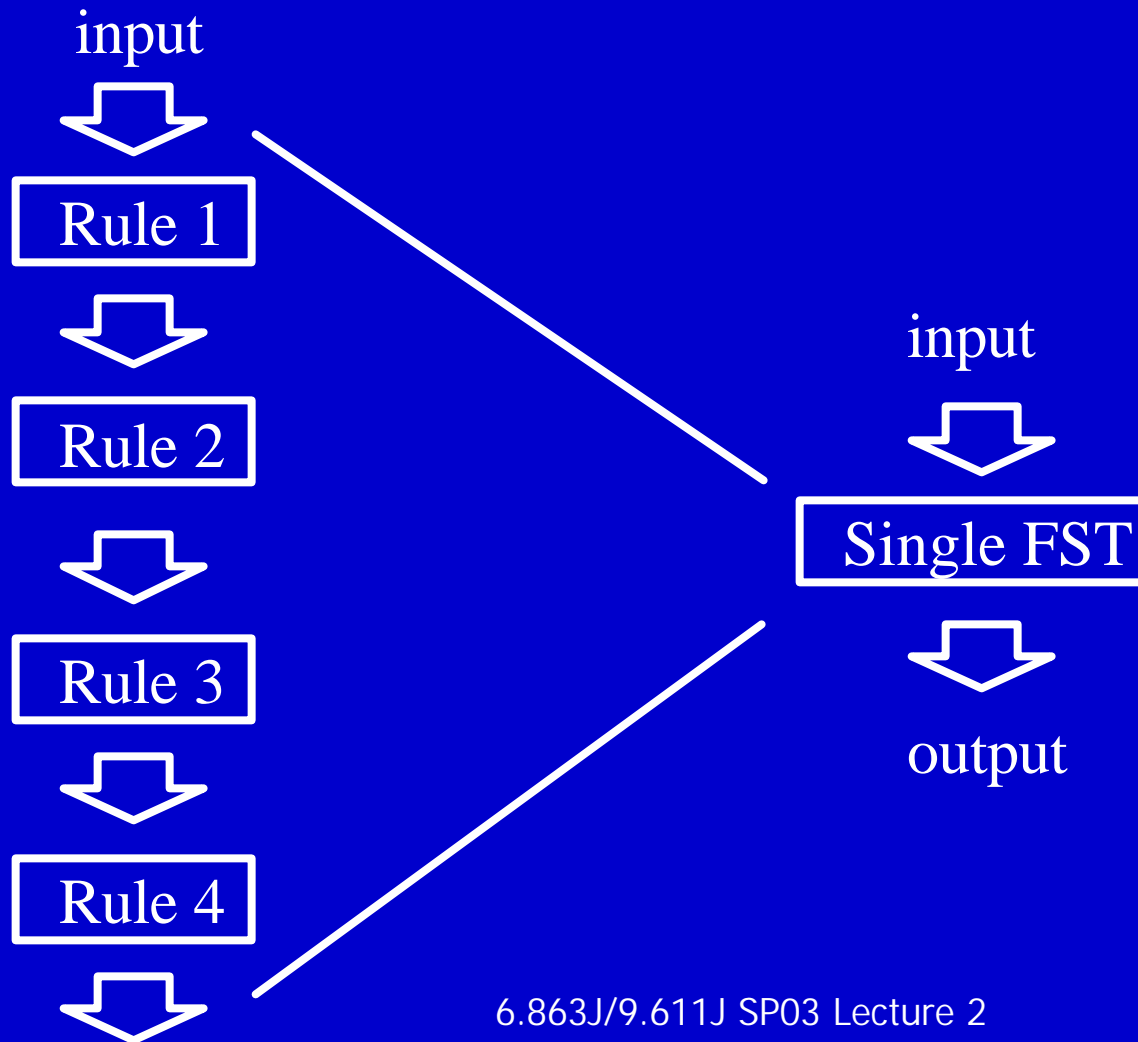 input
Rule 1
Rule 2
Rule 3
Rule 4
input
Single FST
output
6.863J/9.611J SP03 Lecture 2